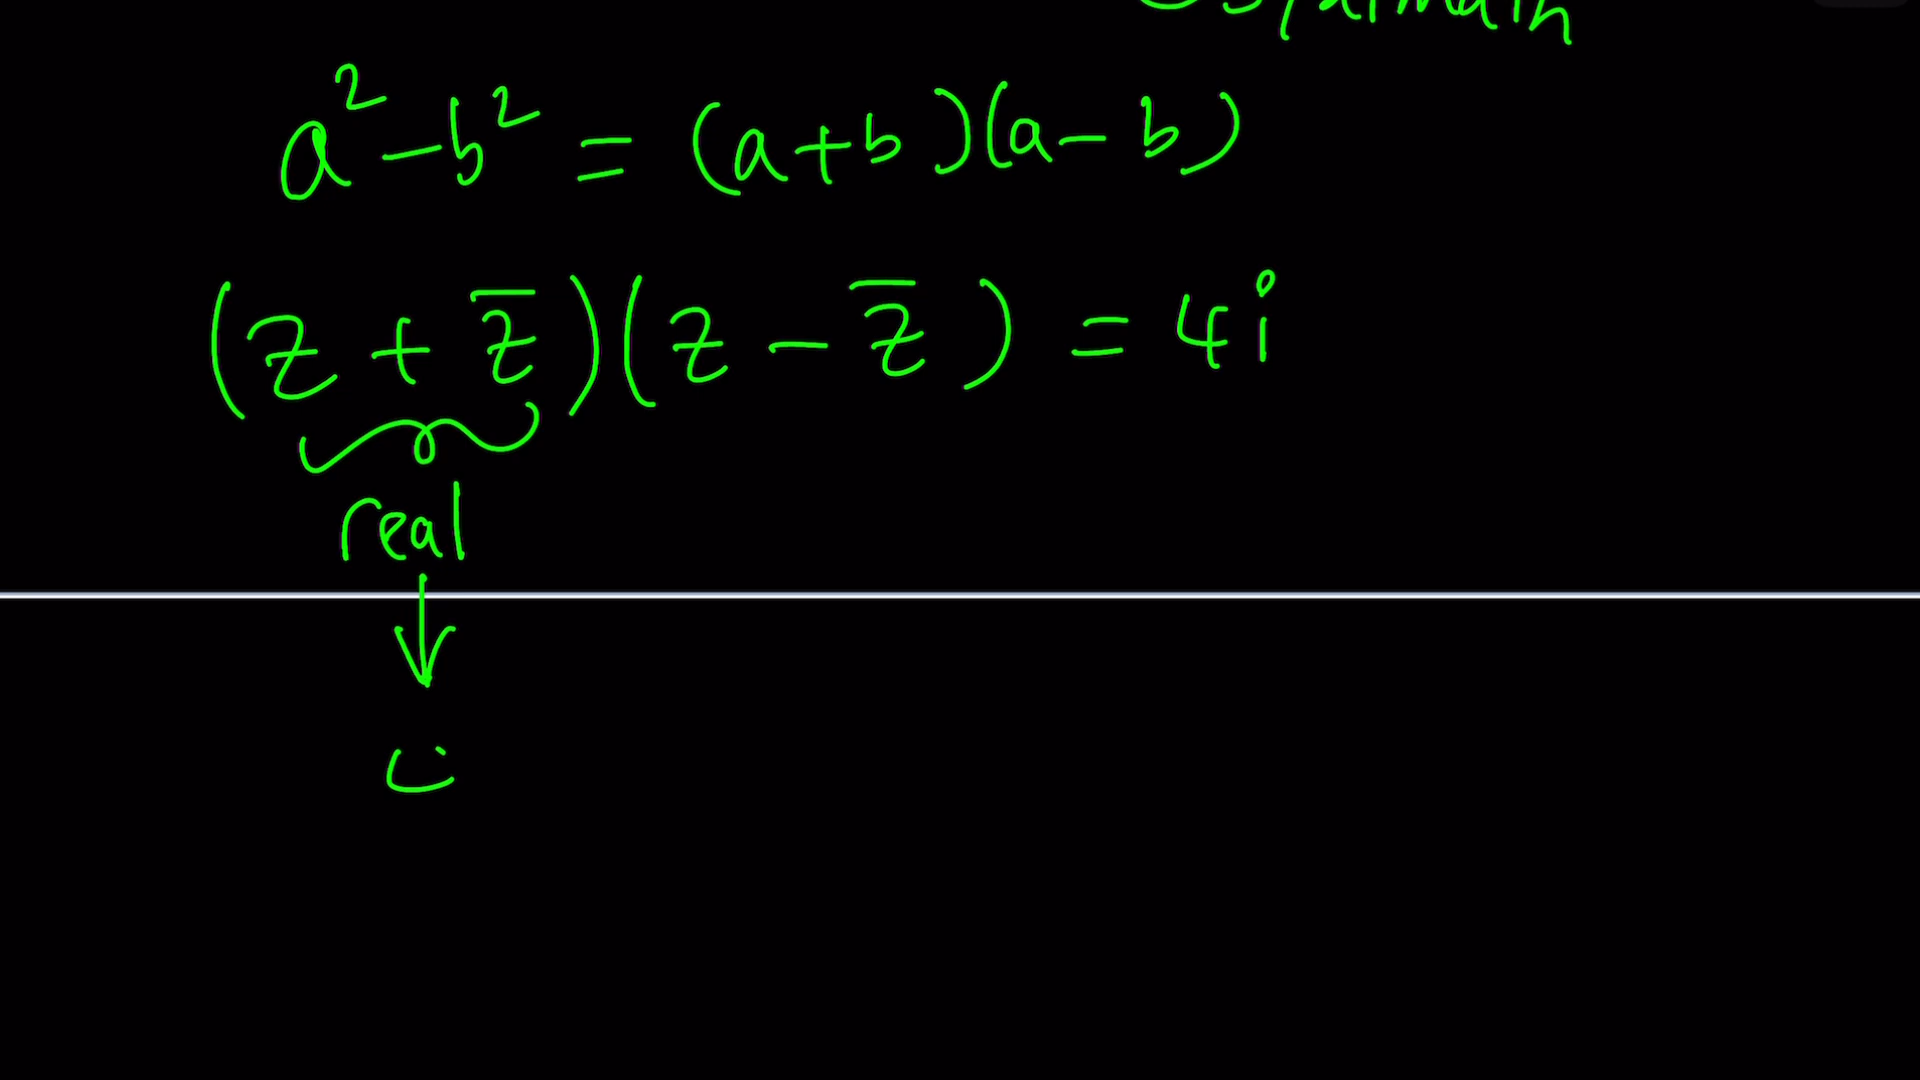 a² - b² = (a + b)(a - b)
(z + z̅)(z - z̅) = 4i
real